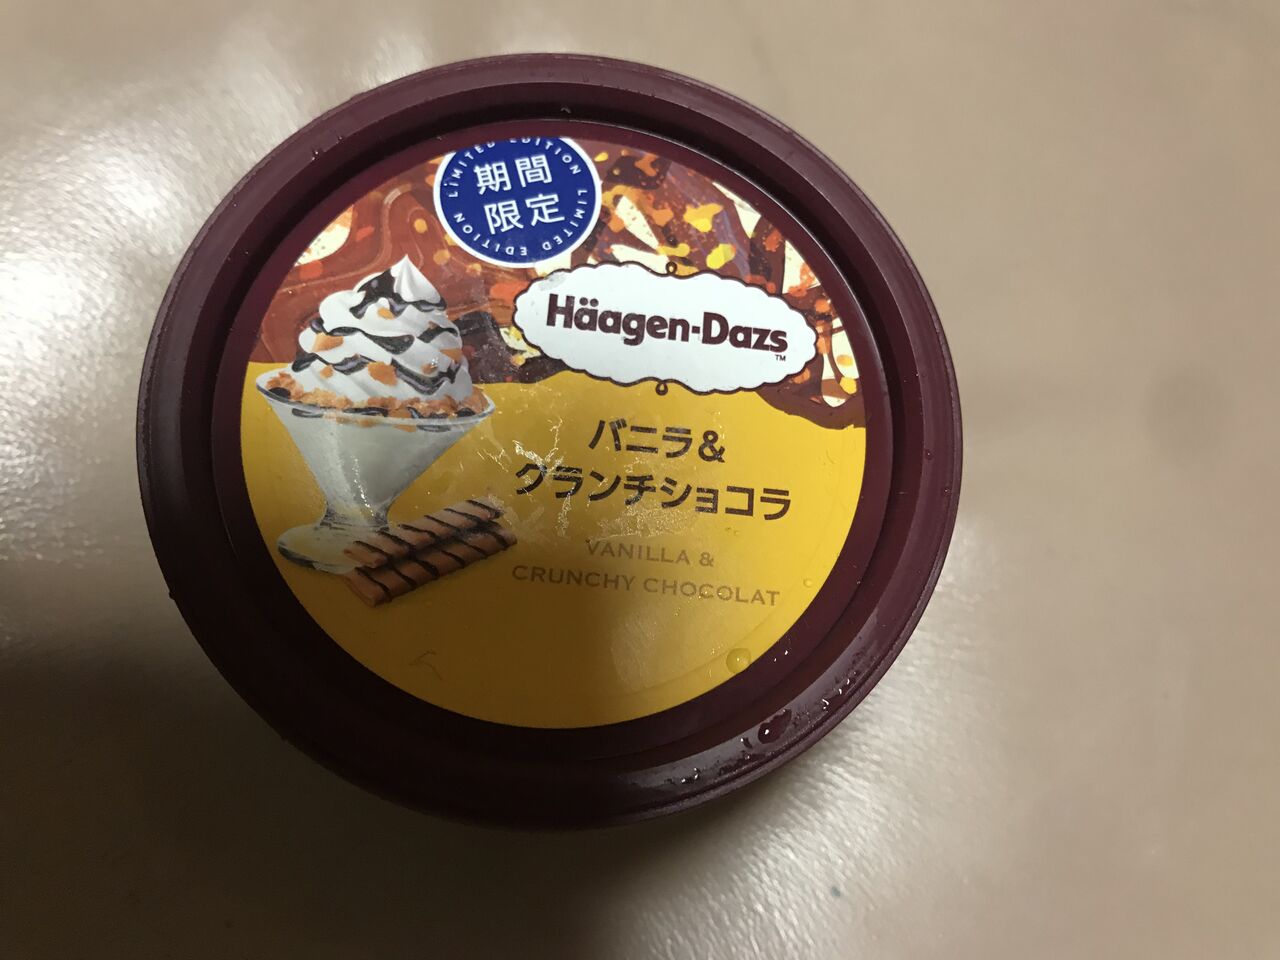 LIMITED EDITION LIMITED EDITION
期間
限定
Häagen-Dazs
TM
バニラ&
クランチショコラ
VANILLA &
CRUNCHY CHOCOLAT